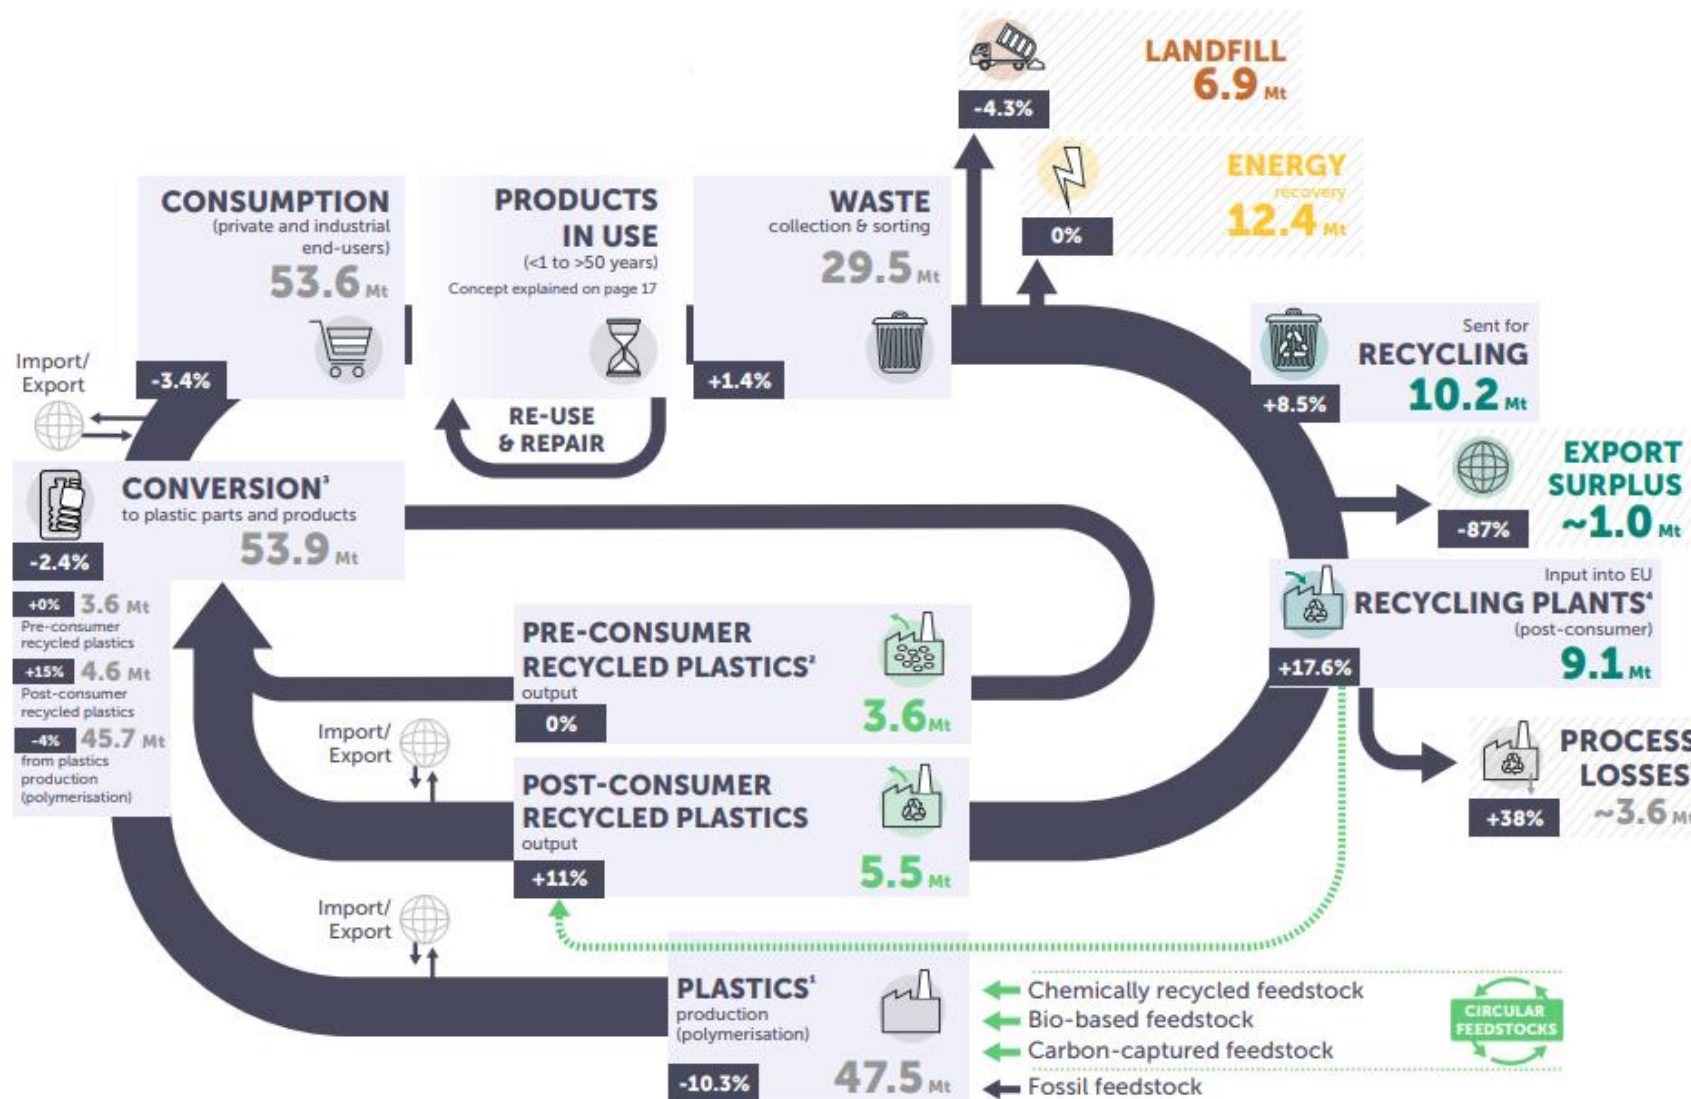 LANDFILL
6.9 Mt
-4.3%
ENERGY
recovery
12.4 Mt
0%
CONSUMPTION
(private and industrial
end-users)
53.6 Mt
-3.4%
PRODUCTS
IN USE
(<1 to >50 years)
Concept explained on page 17
WASTE
collection & sorting
29.5 Mt
+1.4%
Sent for
RECYCLING
10.2 Mt
+8.5%
Import/
Export
RE-USE
& REPAIR
EXPORT
SURPLUS
~1.0 Mt
-87%
CONVERSION³
to plastic parts and products
53.9 Mt
-2.4%
+0% 3.6 Mt
Pre-consumer
recycled plastics
+15% 4.6 Mt
Post-consumer
recycled plastics
-4% 45.7 Mt
from plastics
production
(polymerisation)
Input into EU
RECYCLING PLANTS⁴
(post-consumer)
9.1 Mt
+17.6%
PRE-CONSUMER
RECYCLED PLASTICS²
output
3.6 Mt
0%
Import/
Export
POST-CONSUMER
RECYCLED PLASTICS
output
5.5 Mt
+11%
PROCESS
LOSSES
~3.6 Mt
+38%
Import/
Export
PLASTICS¹
production
(polymerisation)
47.5 Mt
-10.3%
Chemically recycled feedstock
Bio-based feedstock
Carbon-captured feedstock
Fossil feedstock
CIRCULAR
FEEDSTOCKS